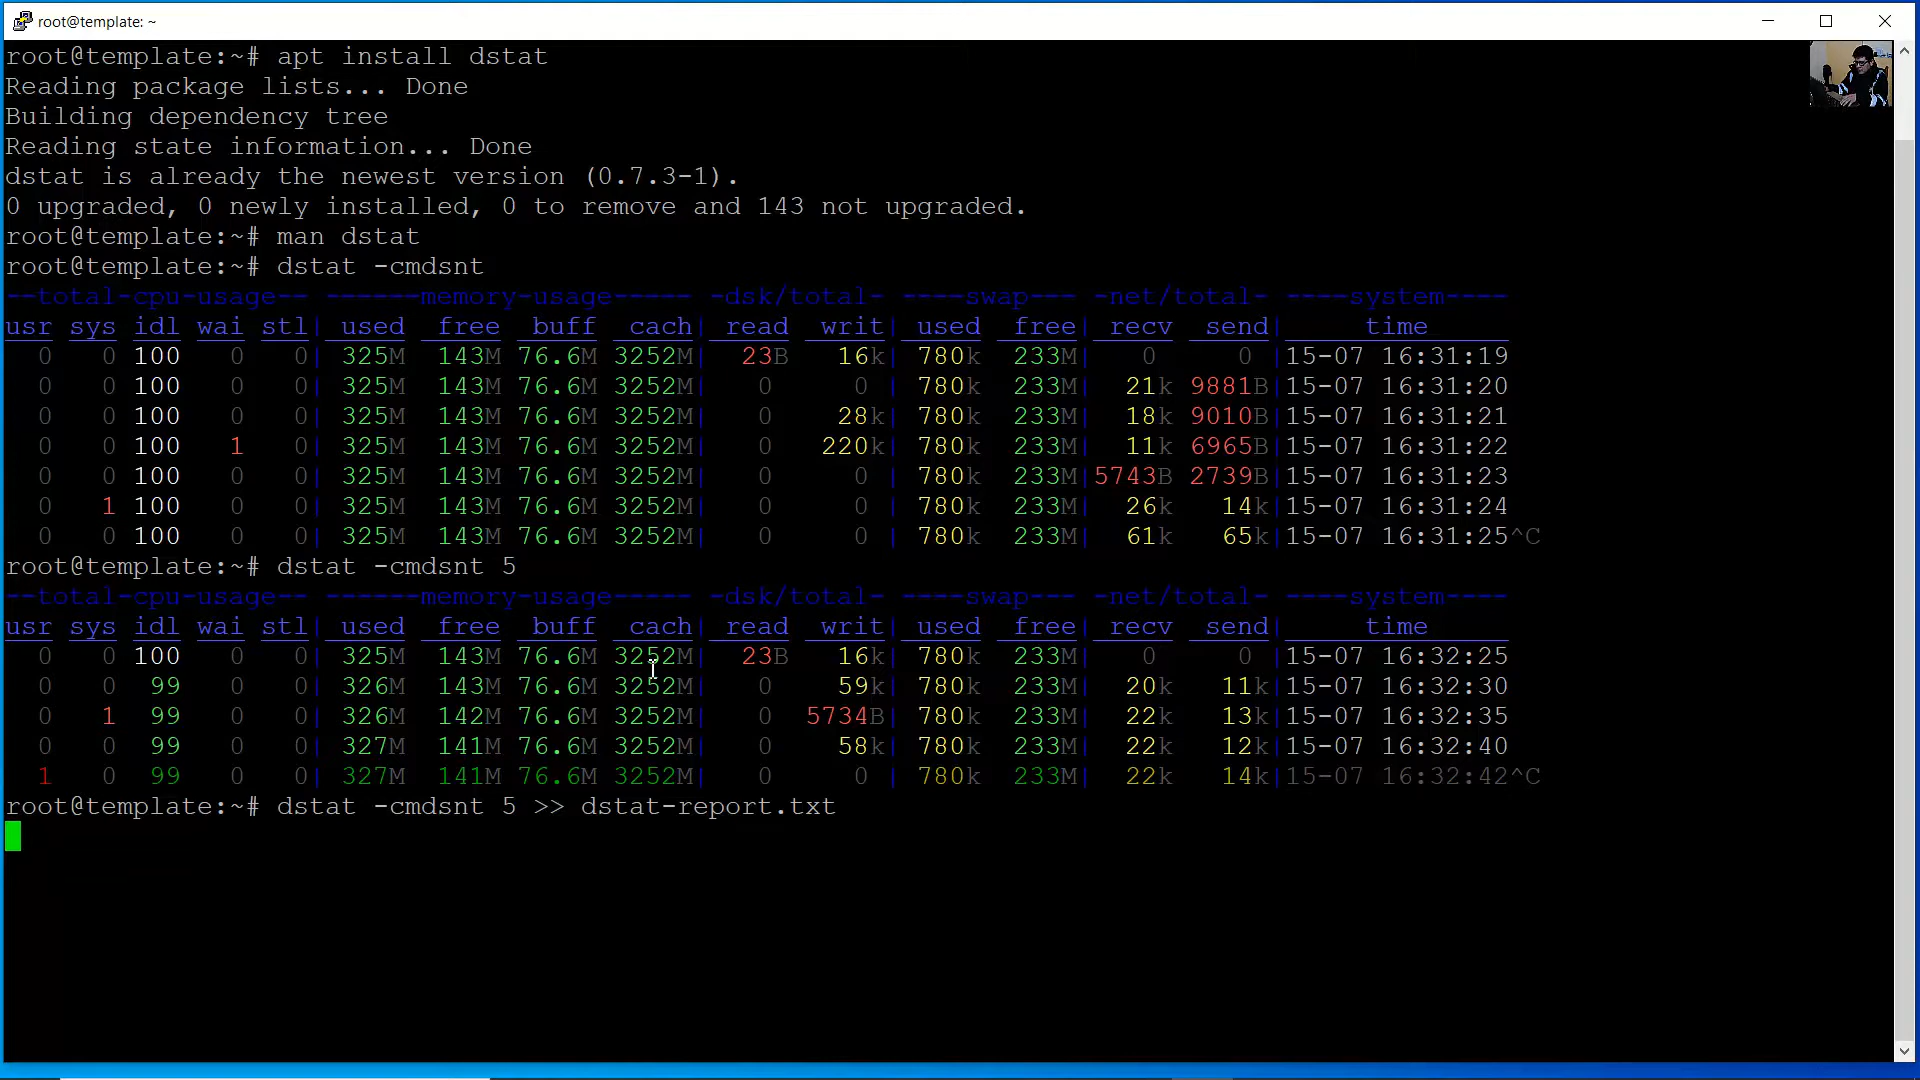 root@template: ~
root@template:~# apt install dstat
Reading package lists... Done
Building dependency tree
Reading state information... Done
dstat is already the newest version (0.7.3-1).
0 upgraded, 0 newly installed, 0 to remove and 143 not upgraded.
root@template:~# man dstat
root@template:~# dstat -cmdsnt
--total-cpu-usage-- ------memory-usage----- -dsk/total- ----swap--- -net/total- ----system----
usr sys idl wai stl| used free buff cach| read writ| used free| recv send| time
0 0 100 0 0| 325M 143M 76.6M 3252M| 23B 16k| 780k 233M| 0 0 |15-07 16:31:19
0 0 100 0 0| 325M 143M 76.6M 3252M| 0 0 | 780k 233M| 21k 9881B|15-07 16:31:20
0 0 100 0 0| 325M 143M 76.6M 3252M| 0 28k| 780k 233M| 18k 9010B|15-07 16:31:21
0 0 100 1 0| 325M 143M 76.6M 3252M| 0 220k| 780k 233M| 11k 6965B|15-07 16:31:22
0 0 100 0 0| 325M 143M 76.6M 3252M| 0 0 | 780k 233M|5743B 2739B|15-07 16:31:23
0 1 100 0 0| 325M 143M 76.6M 3252M| 0 0 | 780k 233M| 26k 14k|15-07 16:31:24
0 0 100 0 0| 325M 143M 76.6M 3252M| 0 0 | 780k 233M| 61k 65k|15-07 16:31:25^C
root@template:~# dstat -cmdsnt 5
--total-cpu-usage-- ------memory-usage----- -dsk/total- ----swap--- -net/total- ----system----
usr sys idl wai stl| used free buff cach| read writ| used free| recv send| time
0 0 100 0 0| 325M 143M 76.6M 3252M| 23B 16k| 780k 233M| 0 0 |15-07 16:32:25
0 0 99 0 0| 326M 143M 76.6M 3252M| 0 59k| 780k 233M| 20k 11k|15-07 16:32:30
0 1 99 0 0| 326M 142M 76.6M 3252M| 0 5734B| 780k 233M| 22k 13k|15-07 16:32:35
0 0 99 0 0| 327M 141M 76.6M 3252M| 0 58k| 780k 233M| 22k 12k|15-07 16:32:40
1 0 99 0 0| 327M 141M 76.6M 3252M| 0 0 | 780k 233M| 22k 14k|15-07 16:32:42^C
root@template:~# dstat -cmdsnt 5 >> dstat-report.txt